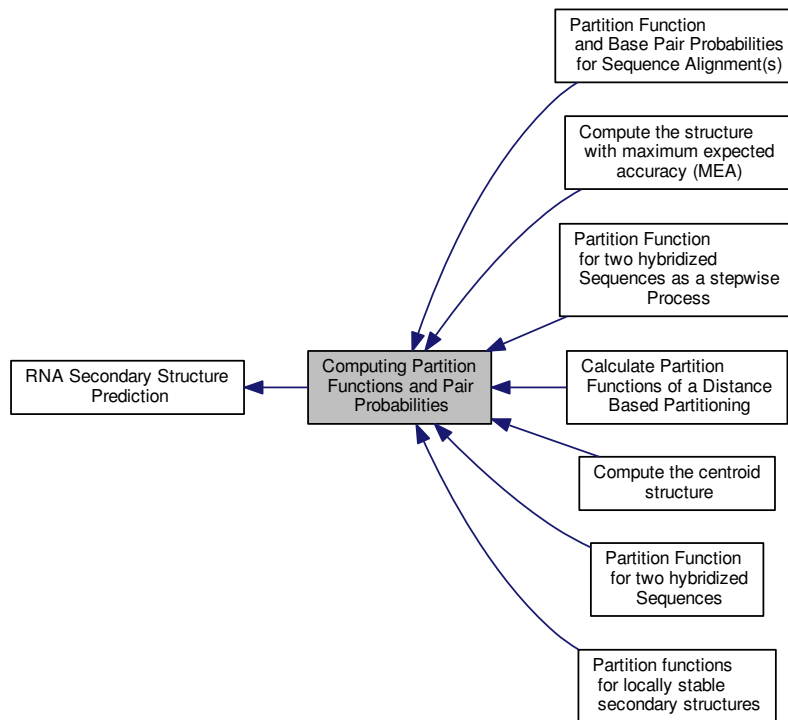 Partition Function
and Base Pair Probabilities
for Sequence Alignment(s)
Compute the structure
with maximum expected
accuracy (MEA)
Partition Function
for two hybridized
Sequences as a stepwise
Process
RNA Secondary Structure
Prediction
Computing Partition
Functions and Pair
Probabilities
Calculate Partition
Functions of a Distance
Based Partitioning
Compute the centroid
structure
Partition Function
for two hybridized
Sequences
Partition functions
for locally stable
secondary structures